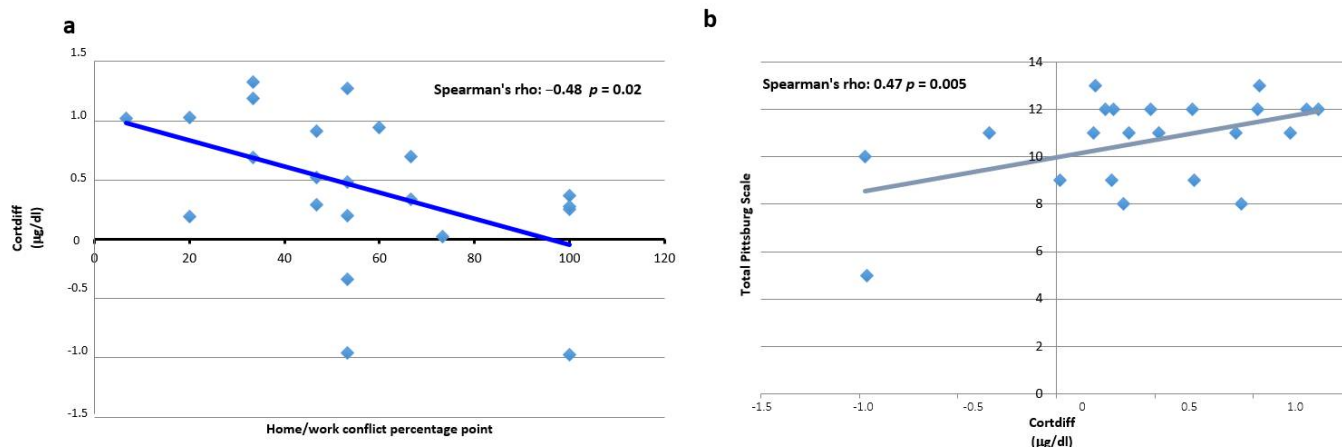 a
1.5
1.0
0.5
0
-0.5
-1.0
-1.5
0 20 40 60 80 100 120
Spearman's rho: −0.48 p = 0.02
Cortdiff
(μg/dl)
Home/work conflict percentage point
b
Spearman's rho: 0.47 p = 0.005
14
12
10
8
6
4
2
0
Total Pittsburg Scale
-1.5 -1.0 -0.5 0 0.5 1.0
Cortdiff
(μg/dl)